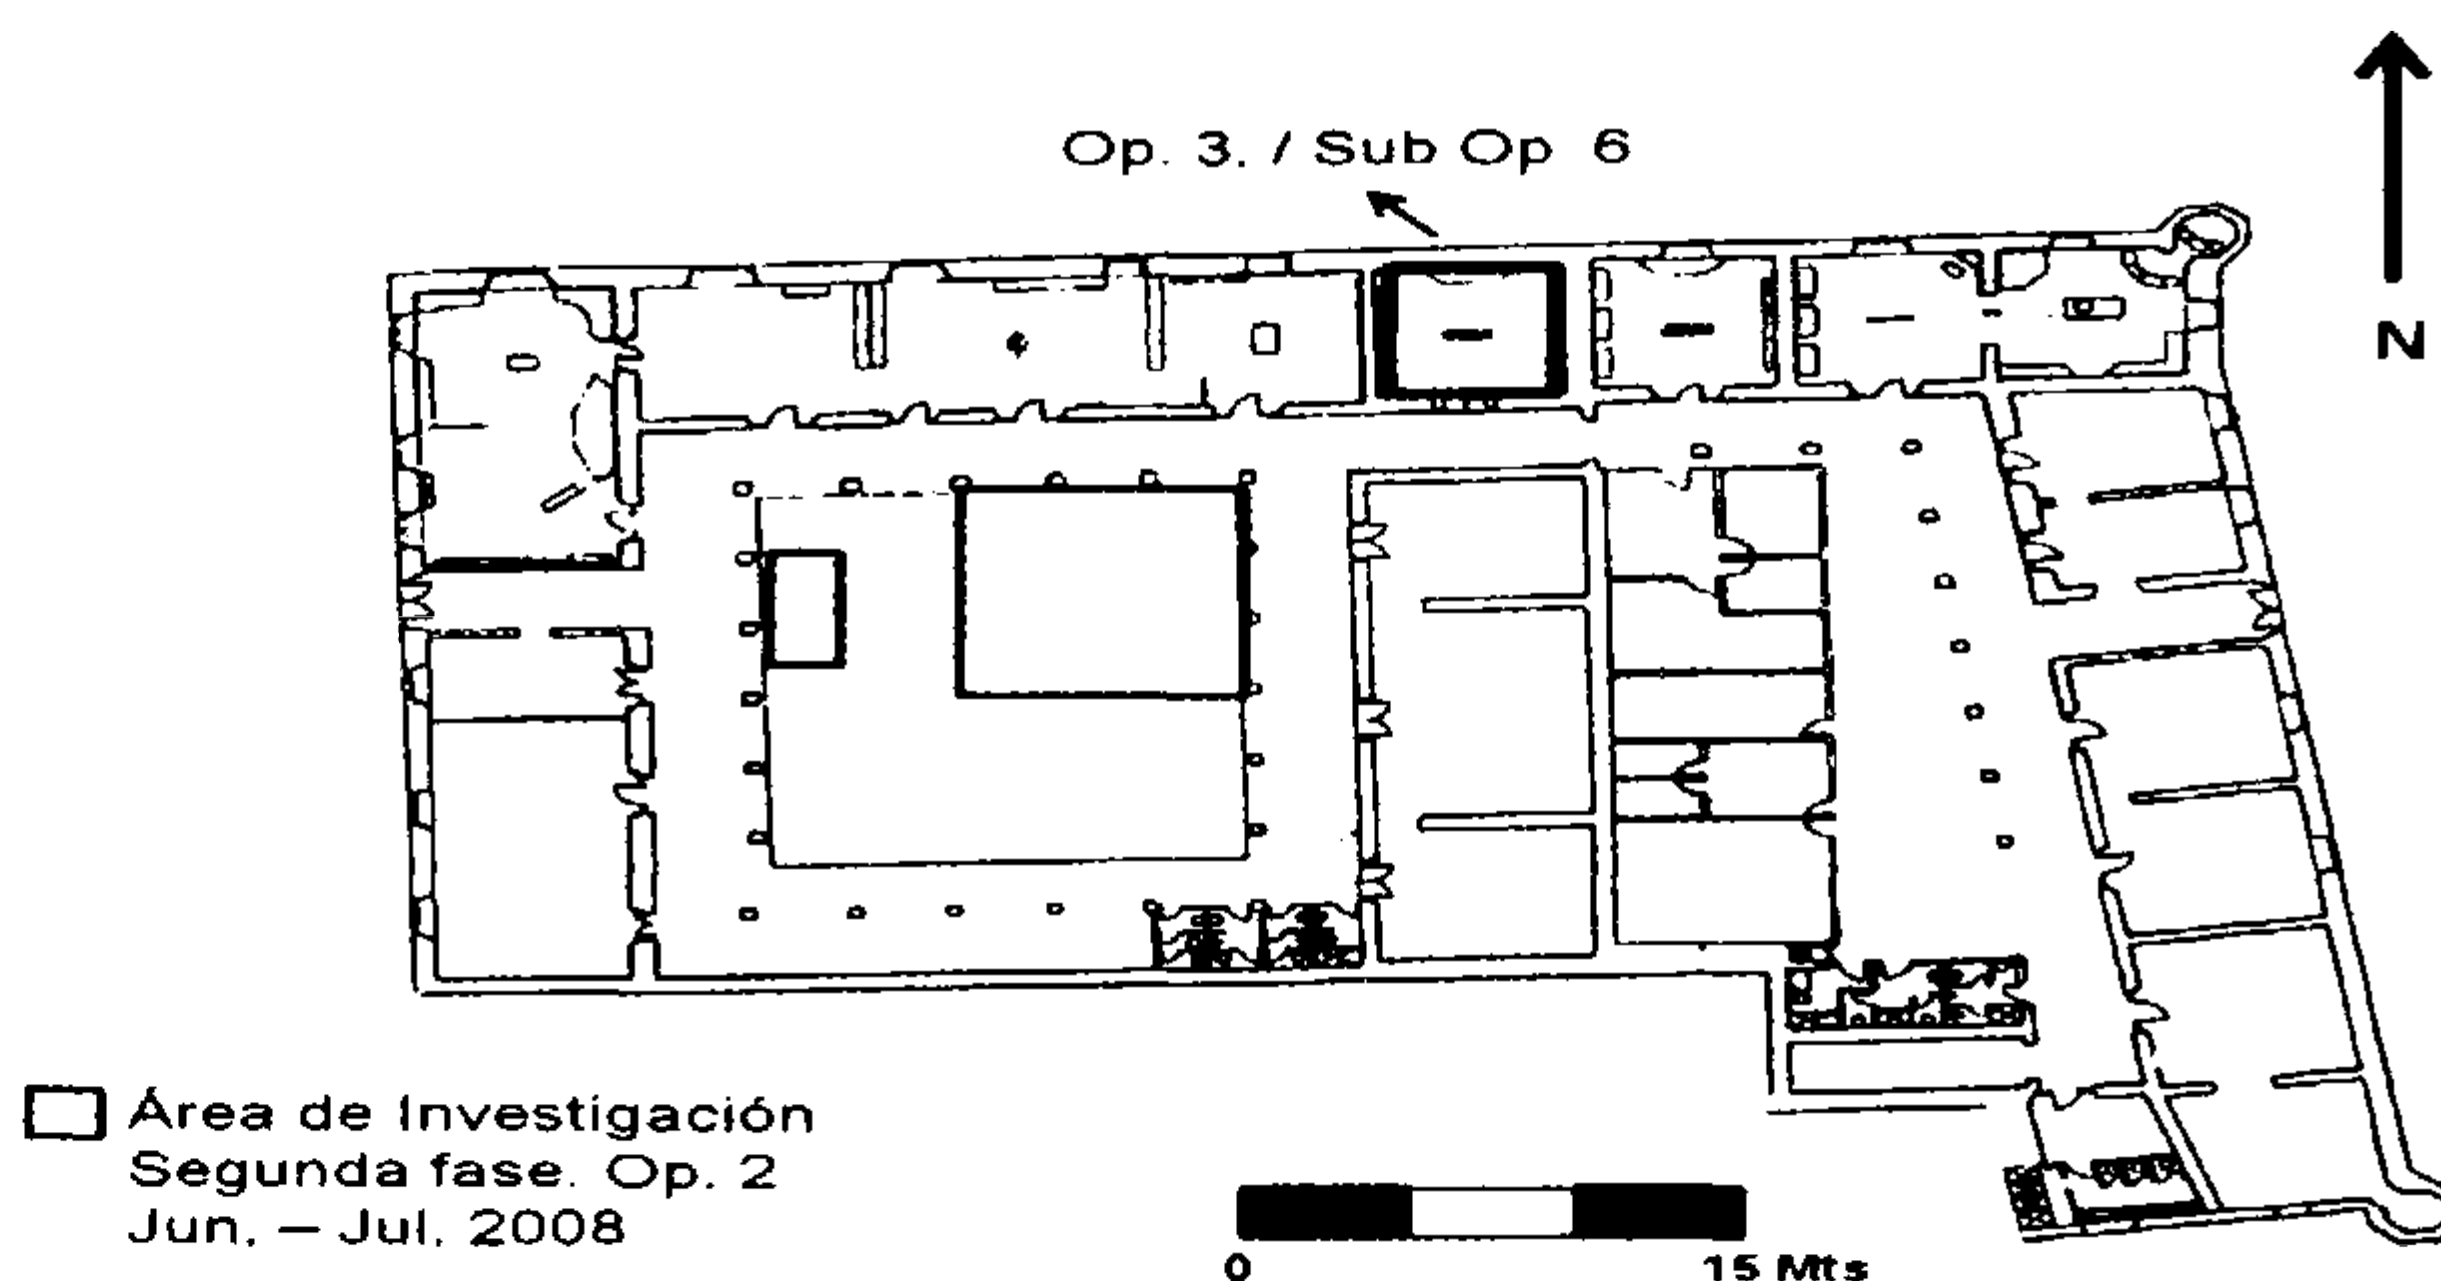 Op. 3. / Sub Op 6
N
Área de Investigación
Segunda fase. Op. 2
Jun. – Jul. 2008
0 15 Mts